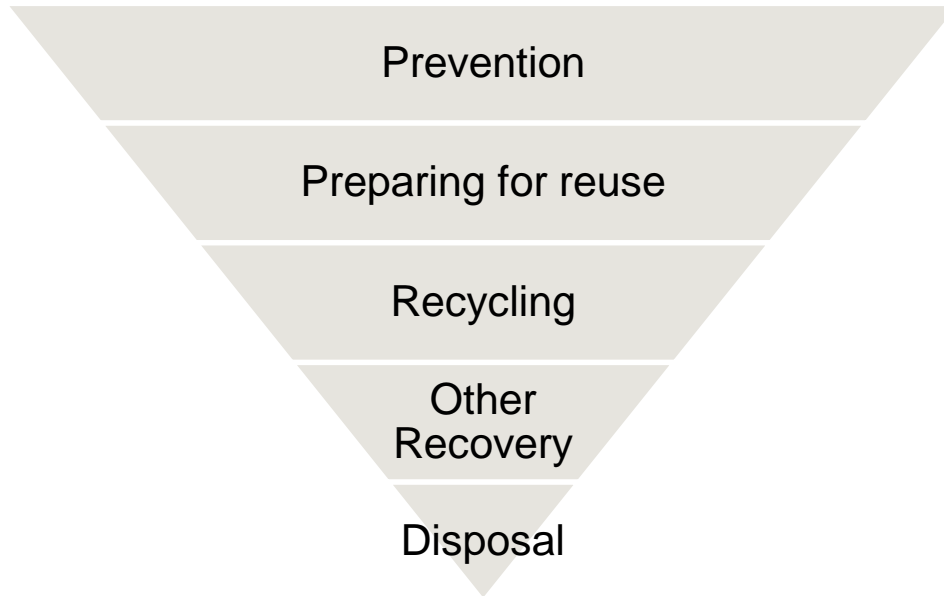 Prevention
Preparing for reuse
Recycling
Other
Recovery
Disposal